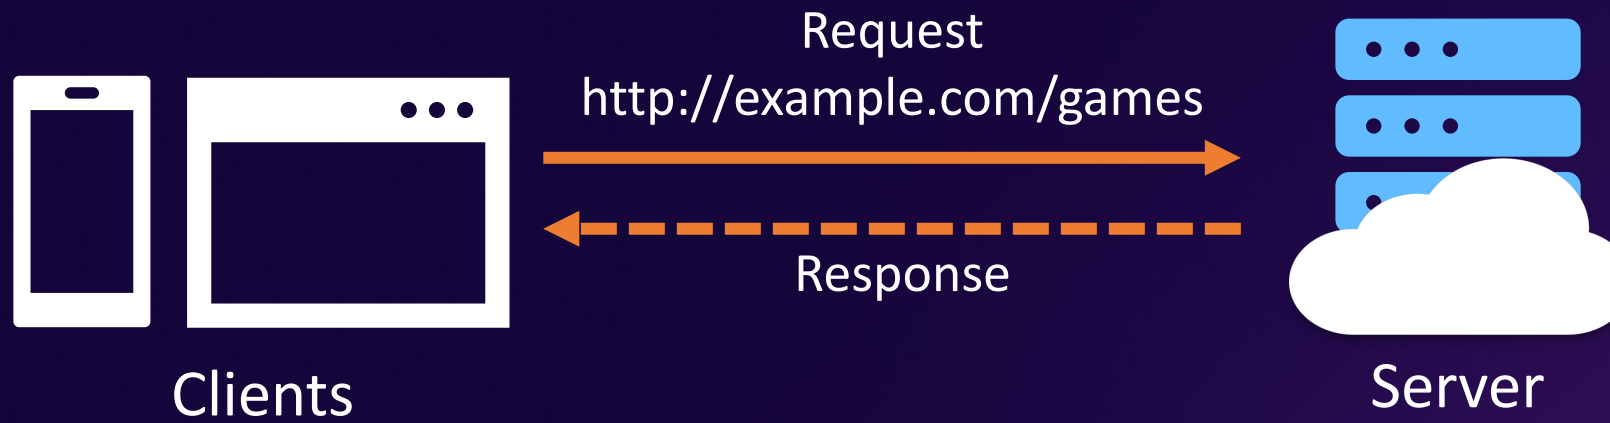 Request
http://example.com/games
Response
Clients
Server